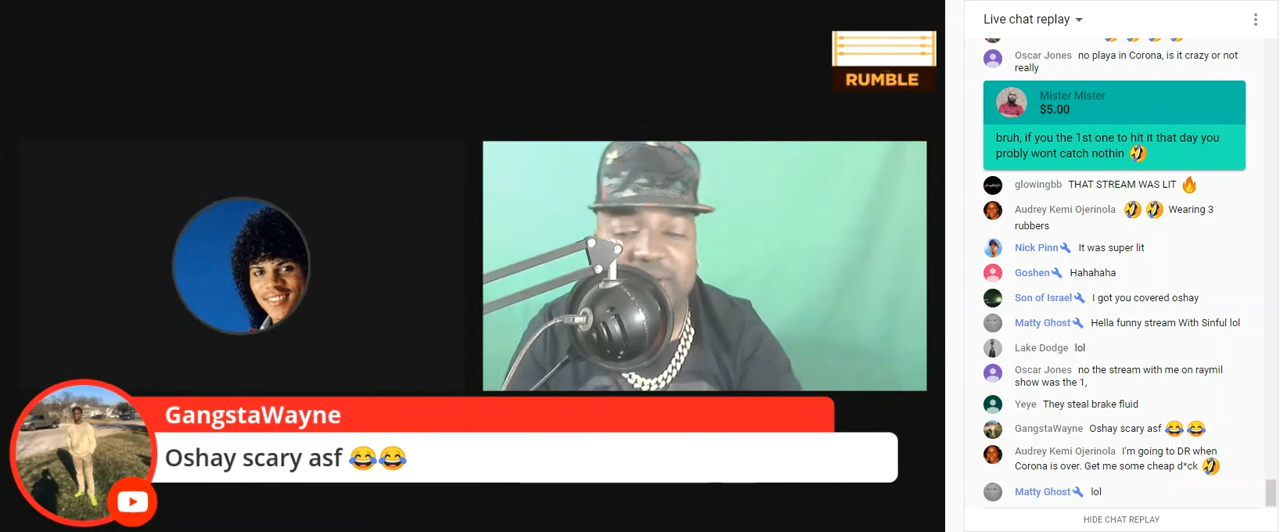 RUMBLE
GangstaWayne
Oshay scary asf 😂😂
Live chat replay
Oscar Jones no playa in Corona, is it crazy or not
really
Mister Mister
$5.00
bruh, if you the 1st one to hit it that day you
probly wont catch nothin 🤣
glowingbb THAT STREAM WAS LIT 🔥
Audrey Kemi Ojerinola 🤣🤣 Wearing 3
rubbers
Nick Pinn It was super lit
Goshen Hahahaha
Son of Israel I got you covered oshay
Matty Ghost Hella funny stream With Sinful lol
Lake Dodge lol
Oscar Jones no the stream with me on raymil
show was the 1,
Yeye They steal brake fluid
GangstaWayne Oshay scary asf 😂😂
Audrey Kemi Ojerinola I'm going to DR when
Corona is over. Get me some cheap d*ck 🤣
Matty Ghost lol
HIDE CHAT REPLAY